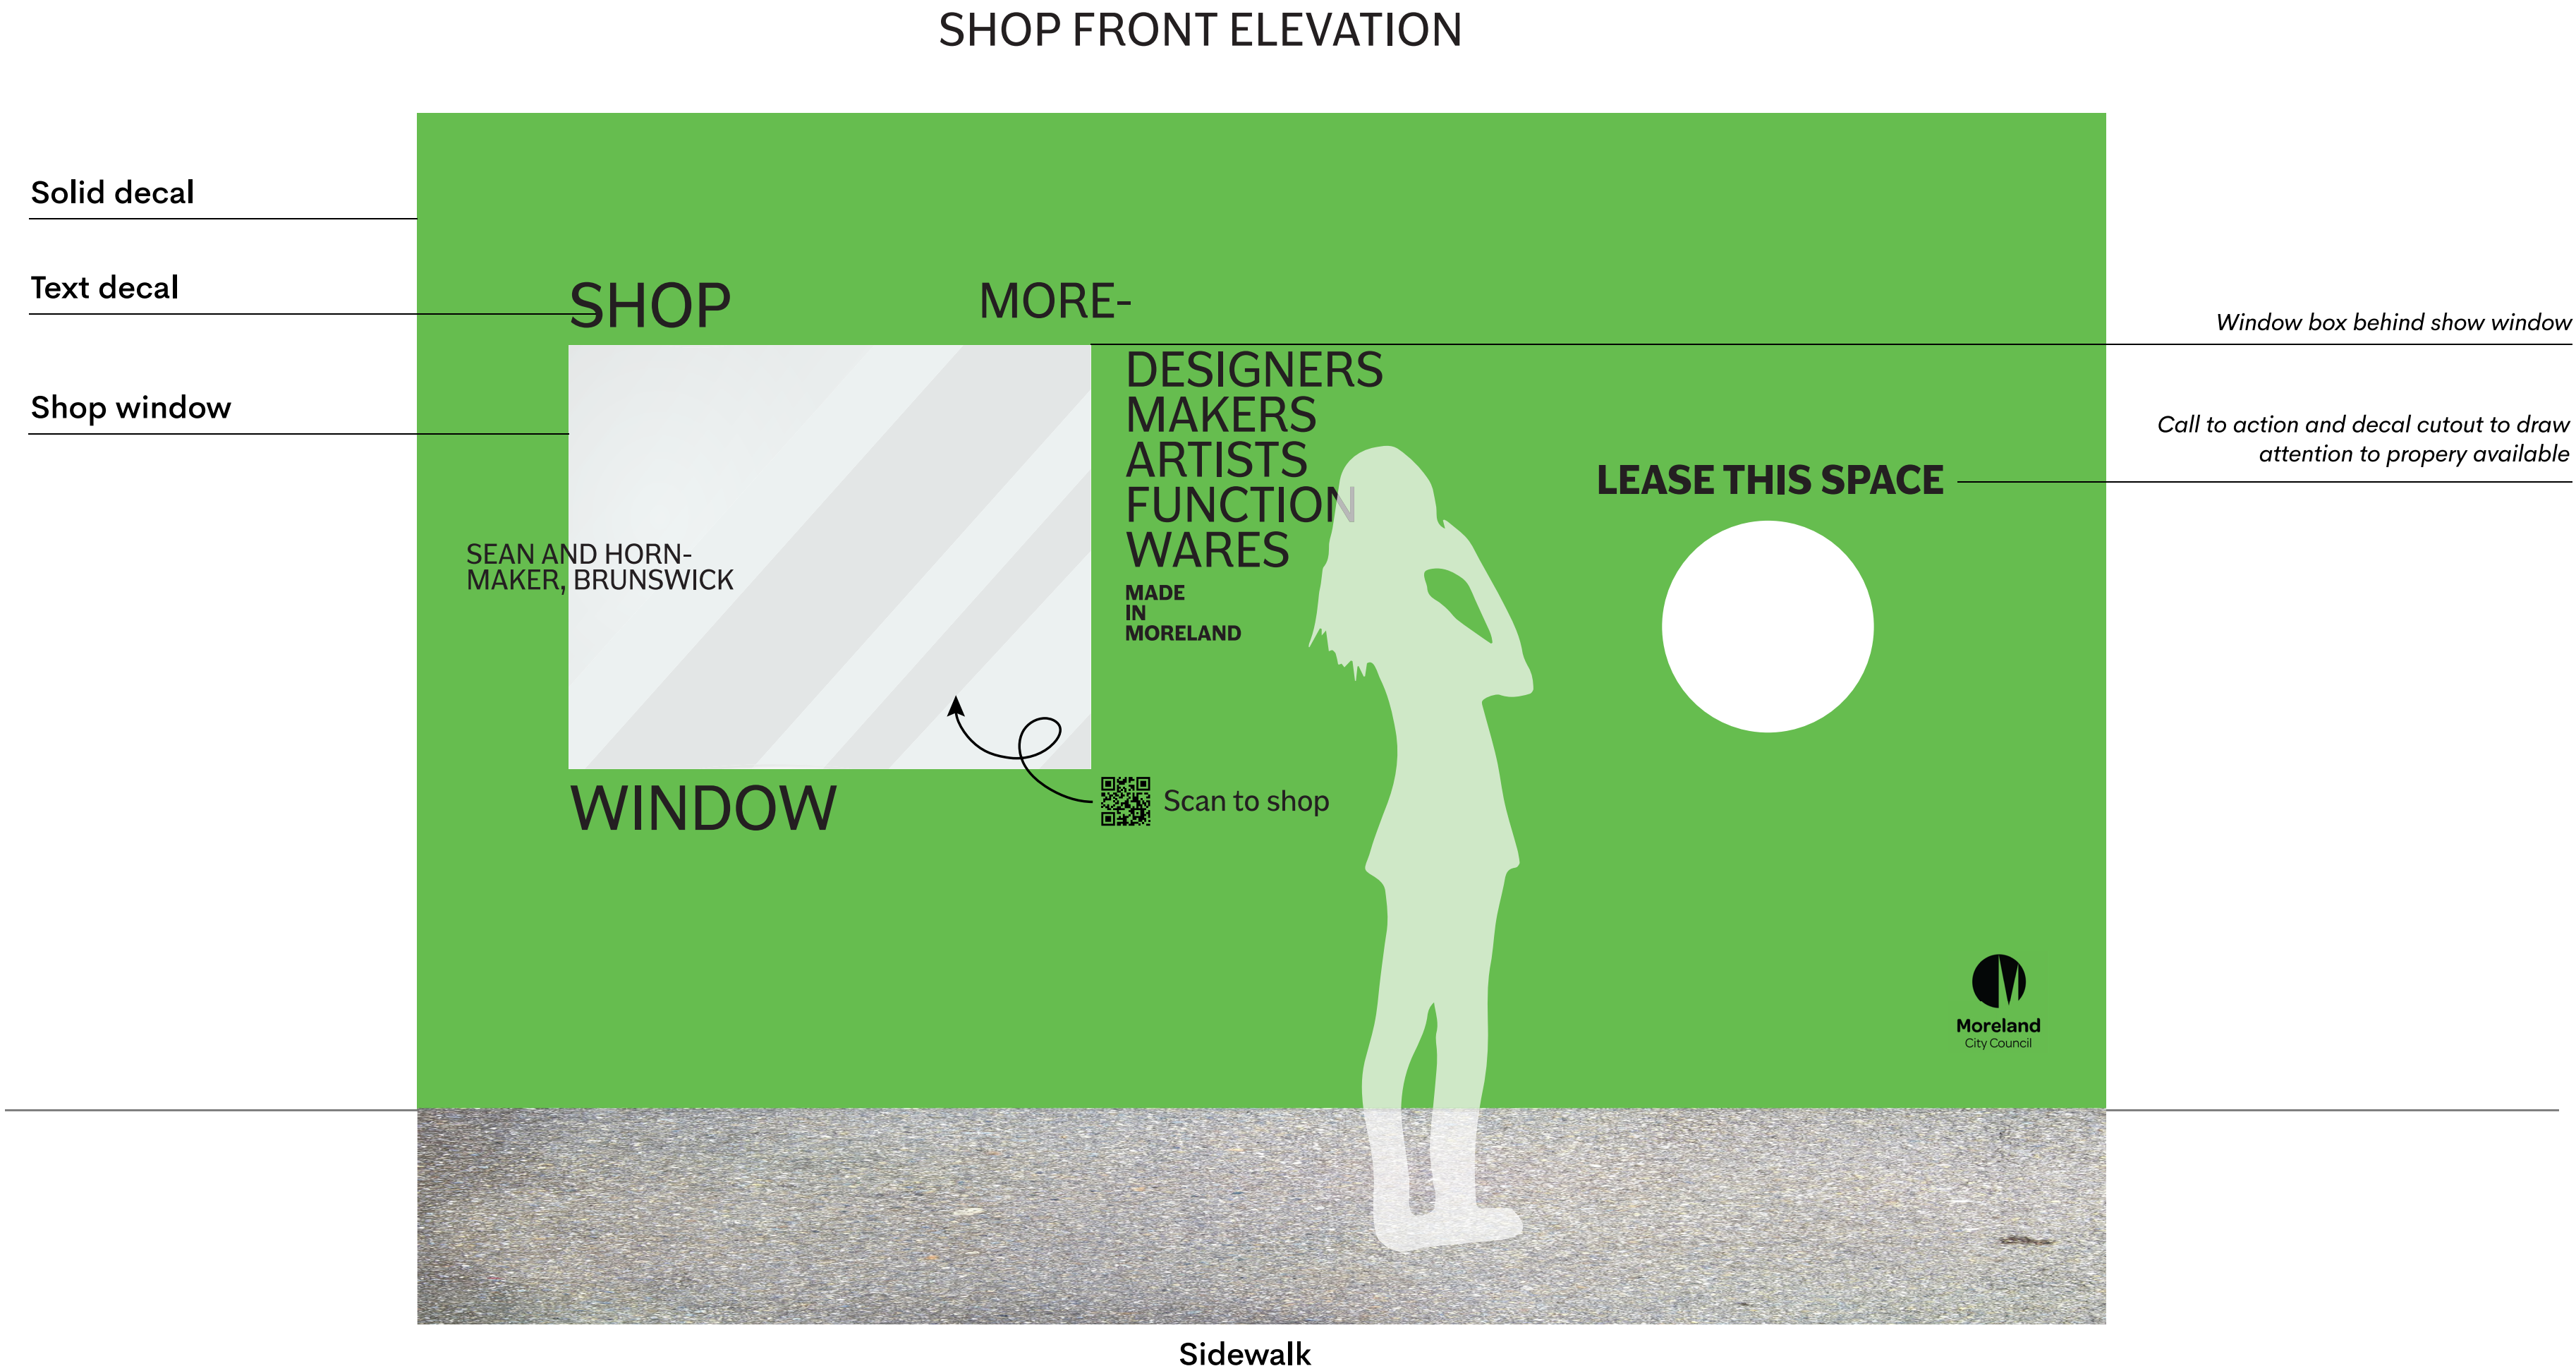 SHOP FRONT ELEVATION
Solid decal
Text decal
Shop window
SHOP
MORE-
DESIGNERS
MAKERS
ARTISTS
FUNCTION
WARES
MADE
IN
MORELAND
SEAN AND HORN-
MAKER, BRUNSWICK
WINDOW
Scan to shop
Window box behind show window
Call to action and decal cutout to draw
attention to propery available
LEASE THIS SPACE
Moreland
City Council
Sidewalk